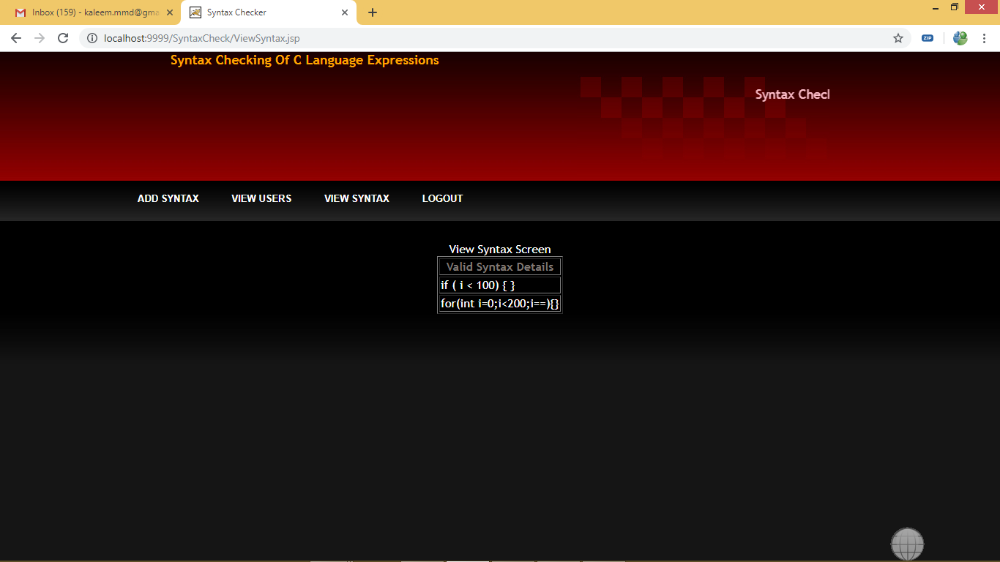 Inbox (159) - kaleem.mmd@gma
Syntax Checker
localhost:9999/SyntaxCheck/ViewSyntax.jsp
ZIP
Syntax Checking Of C Language Expressions
Syntax Checl
ADD SYNTAX VIEW USERS VIEW SYNTAX LOGOUT
View Syntax Screen
Valid Syntax Details
if ( i < 100) { }
for(int i=0;i<200;i==){}